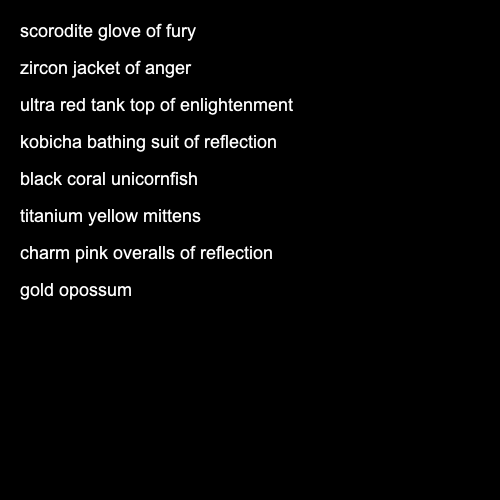 scorodite glove of fury
zircon jacket of anger
ultra red tank top of enlightenment
kobicha bathing suit of reflection
black coral unicornfish
titanium yellow mittens
charm pink overalls of reflection
gold opossum